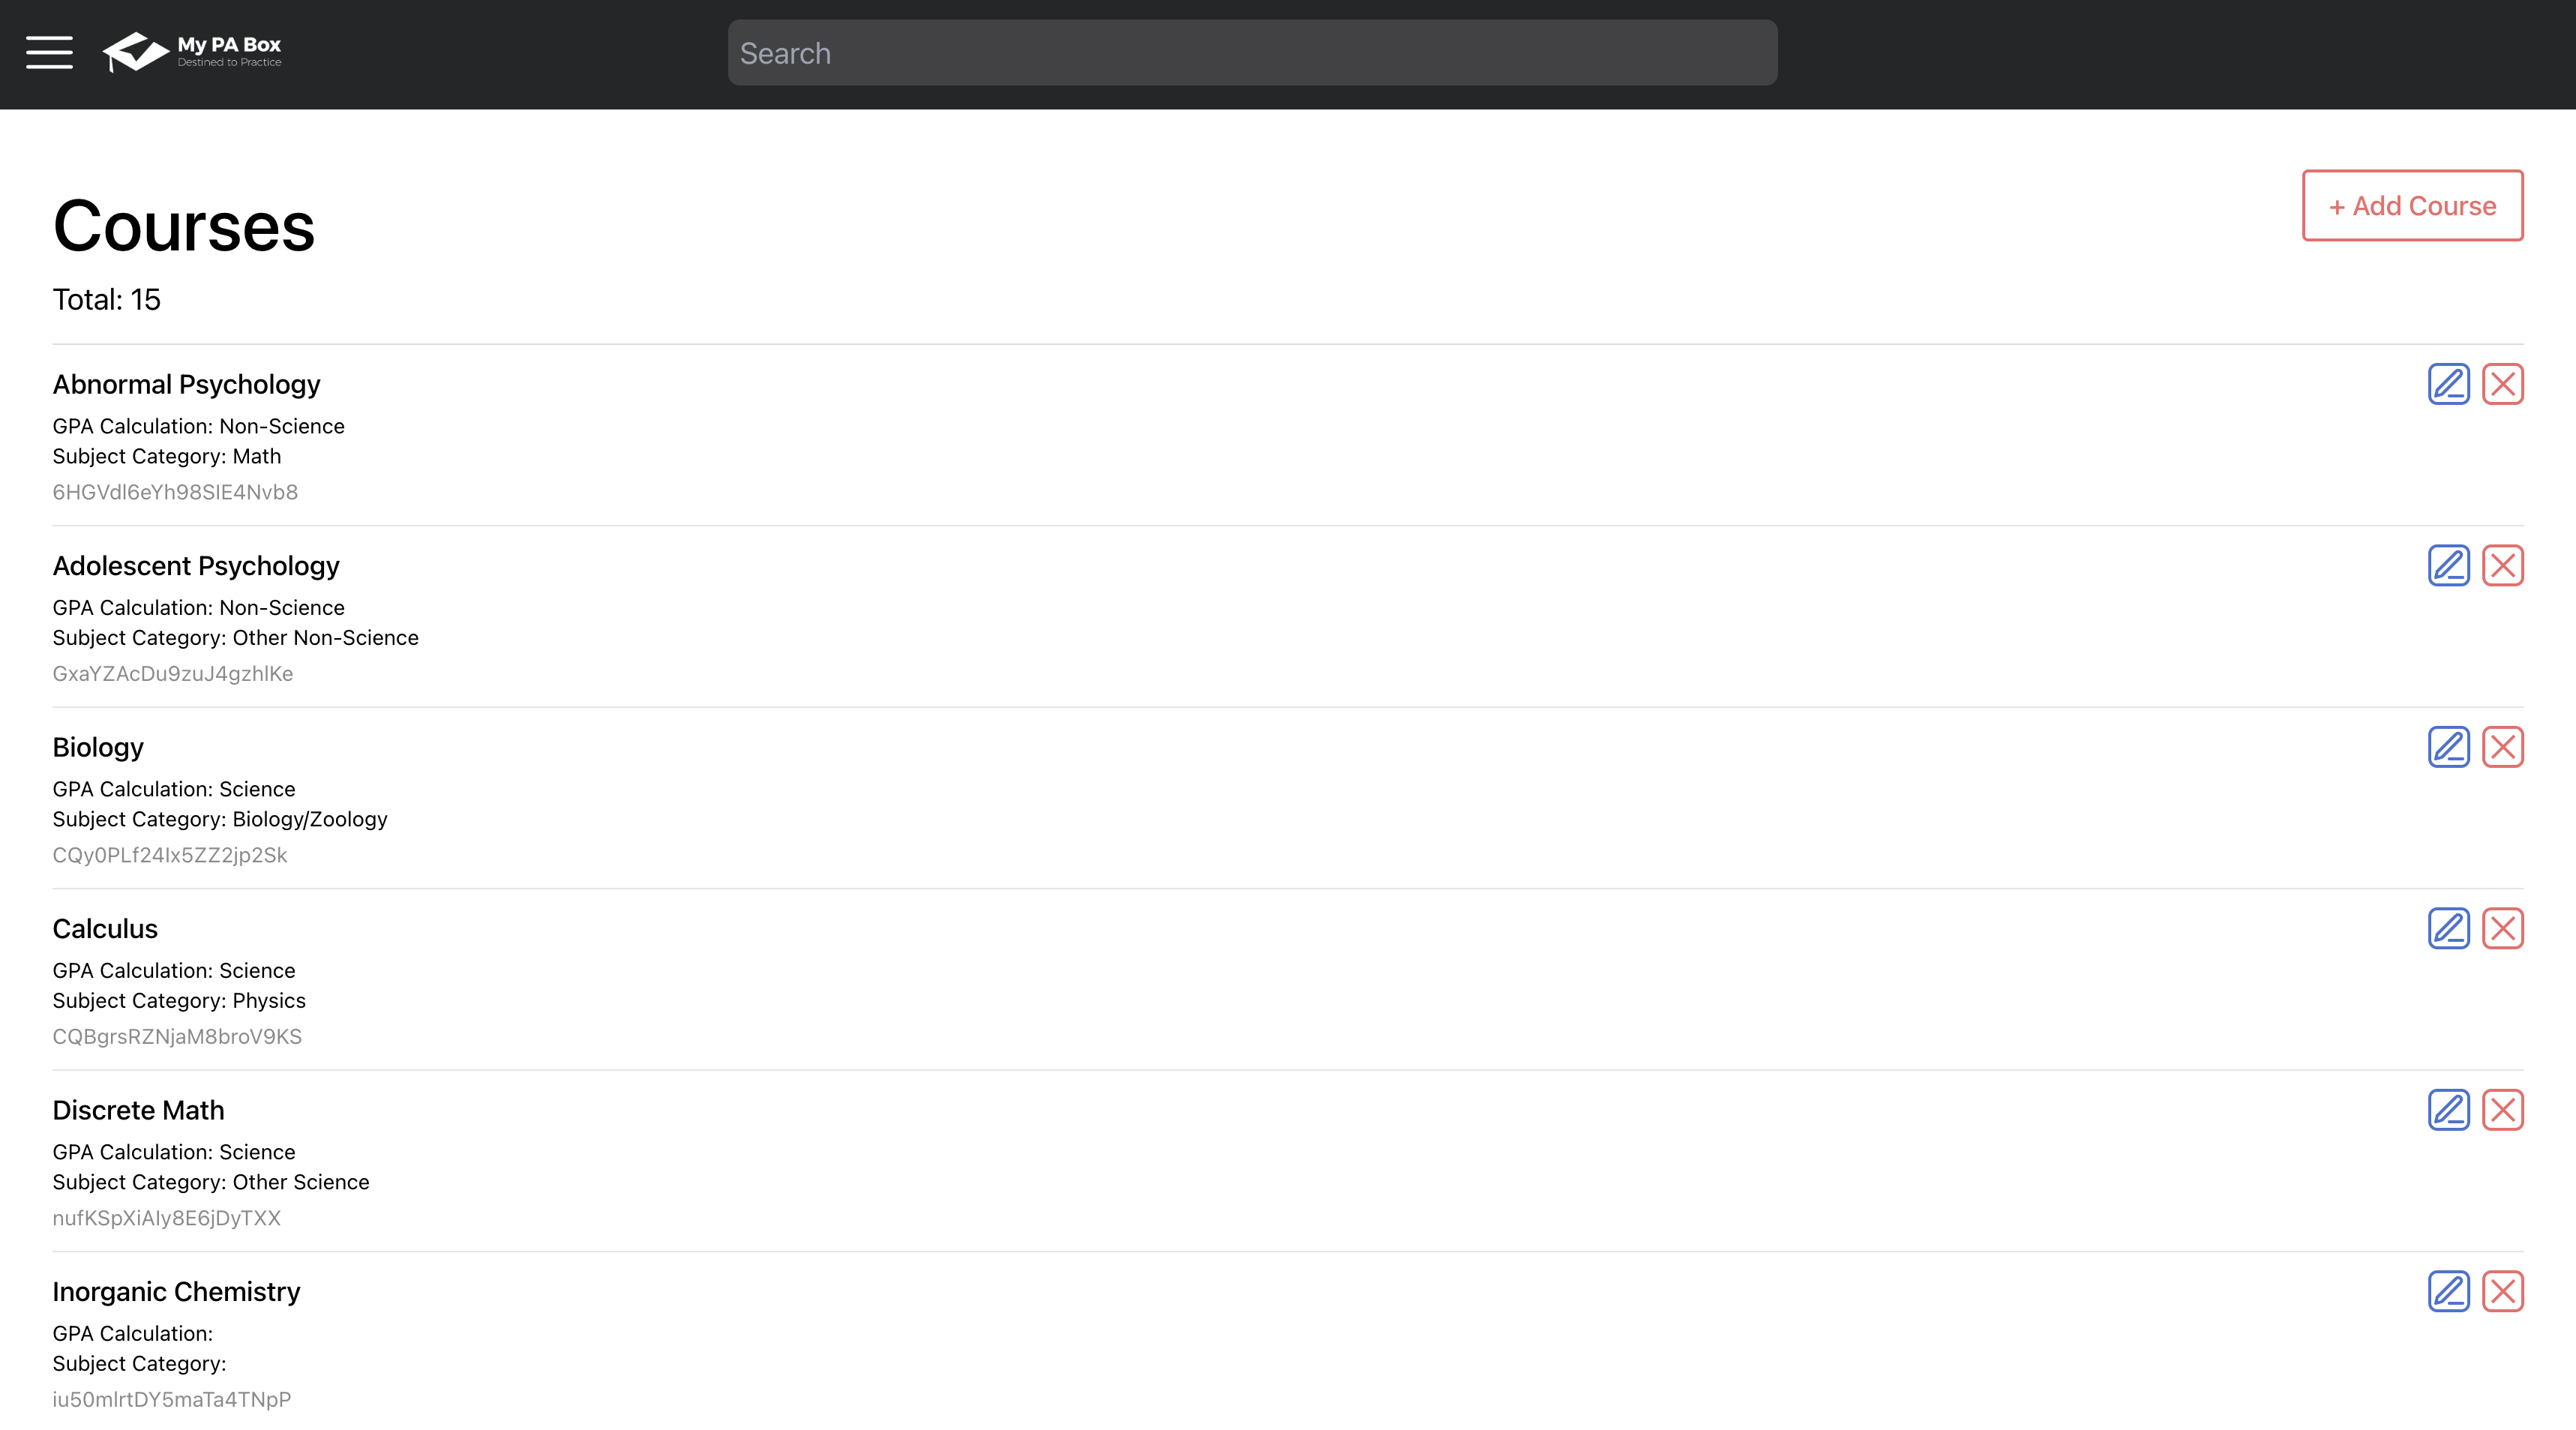 My PA Box
Destined to Practice
Search
Courses
+ Add Course
Total: 15
Abnormal Psychology
GPA Calculation: Non-Science
Subject Category: Math
6HGVdl6eYh98SIE4Nvb8
Adolescent Psychology
GPA Calculation: Non-Science
Subject Category: Other Non-Science
GxaYZAcDu9zuJ4gzhlKe
Biology
GPA Calculation: Science
Subject Category: Biology/Zoology
CQy0PLf24lx5ZZ2jp2Sk
Calculus
GPA Calculation: Science
Subject Category: Physics
CQBgrsRZNjaM8broV9KS
Discrete Math
GPA Calculation: Science
Subject Category: Other Science
nufKSpXiAly8E6jDyTXX
Inorganic Chemistry
GPA Calculation:
Subject Category:
iu50mlrtDY5maTa4TNpP